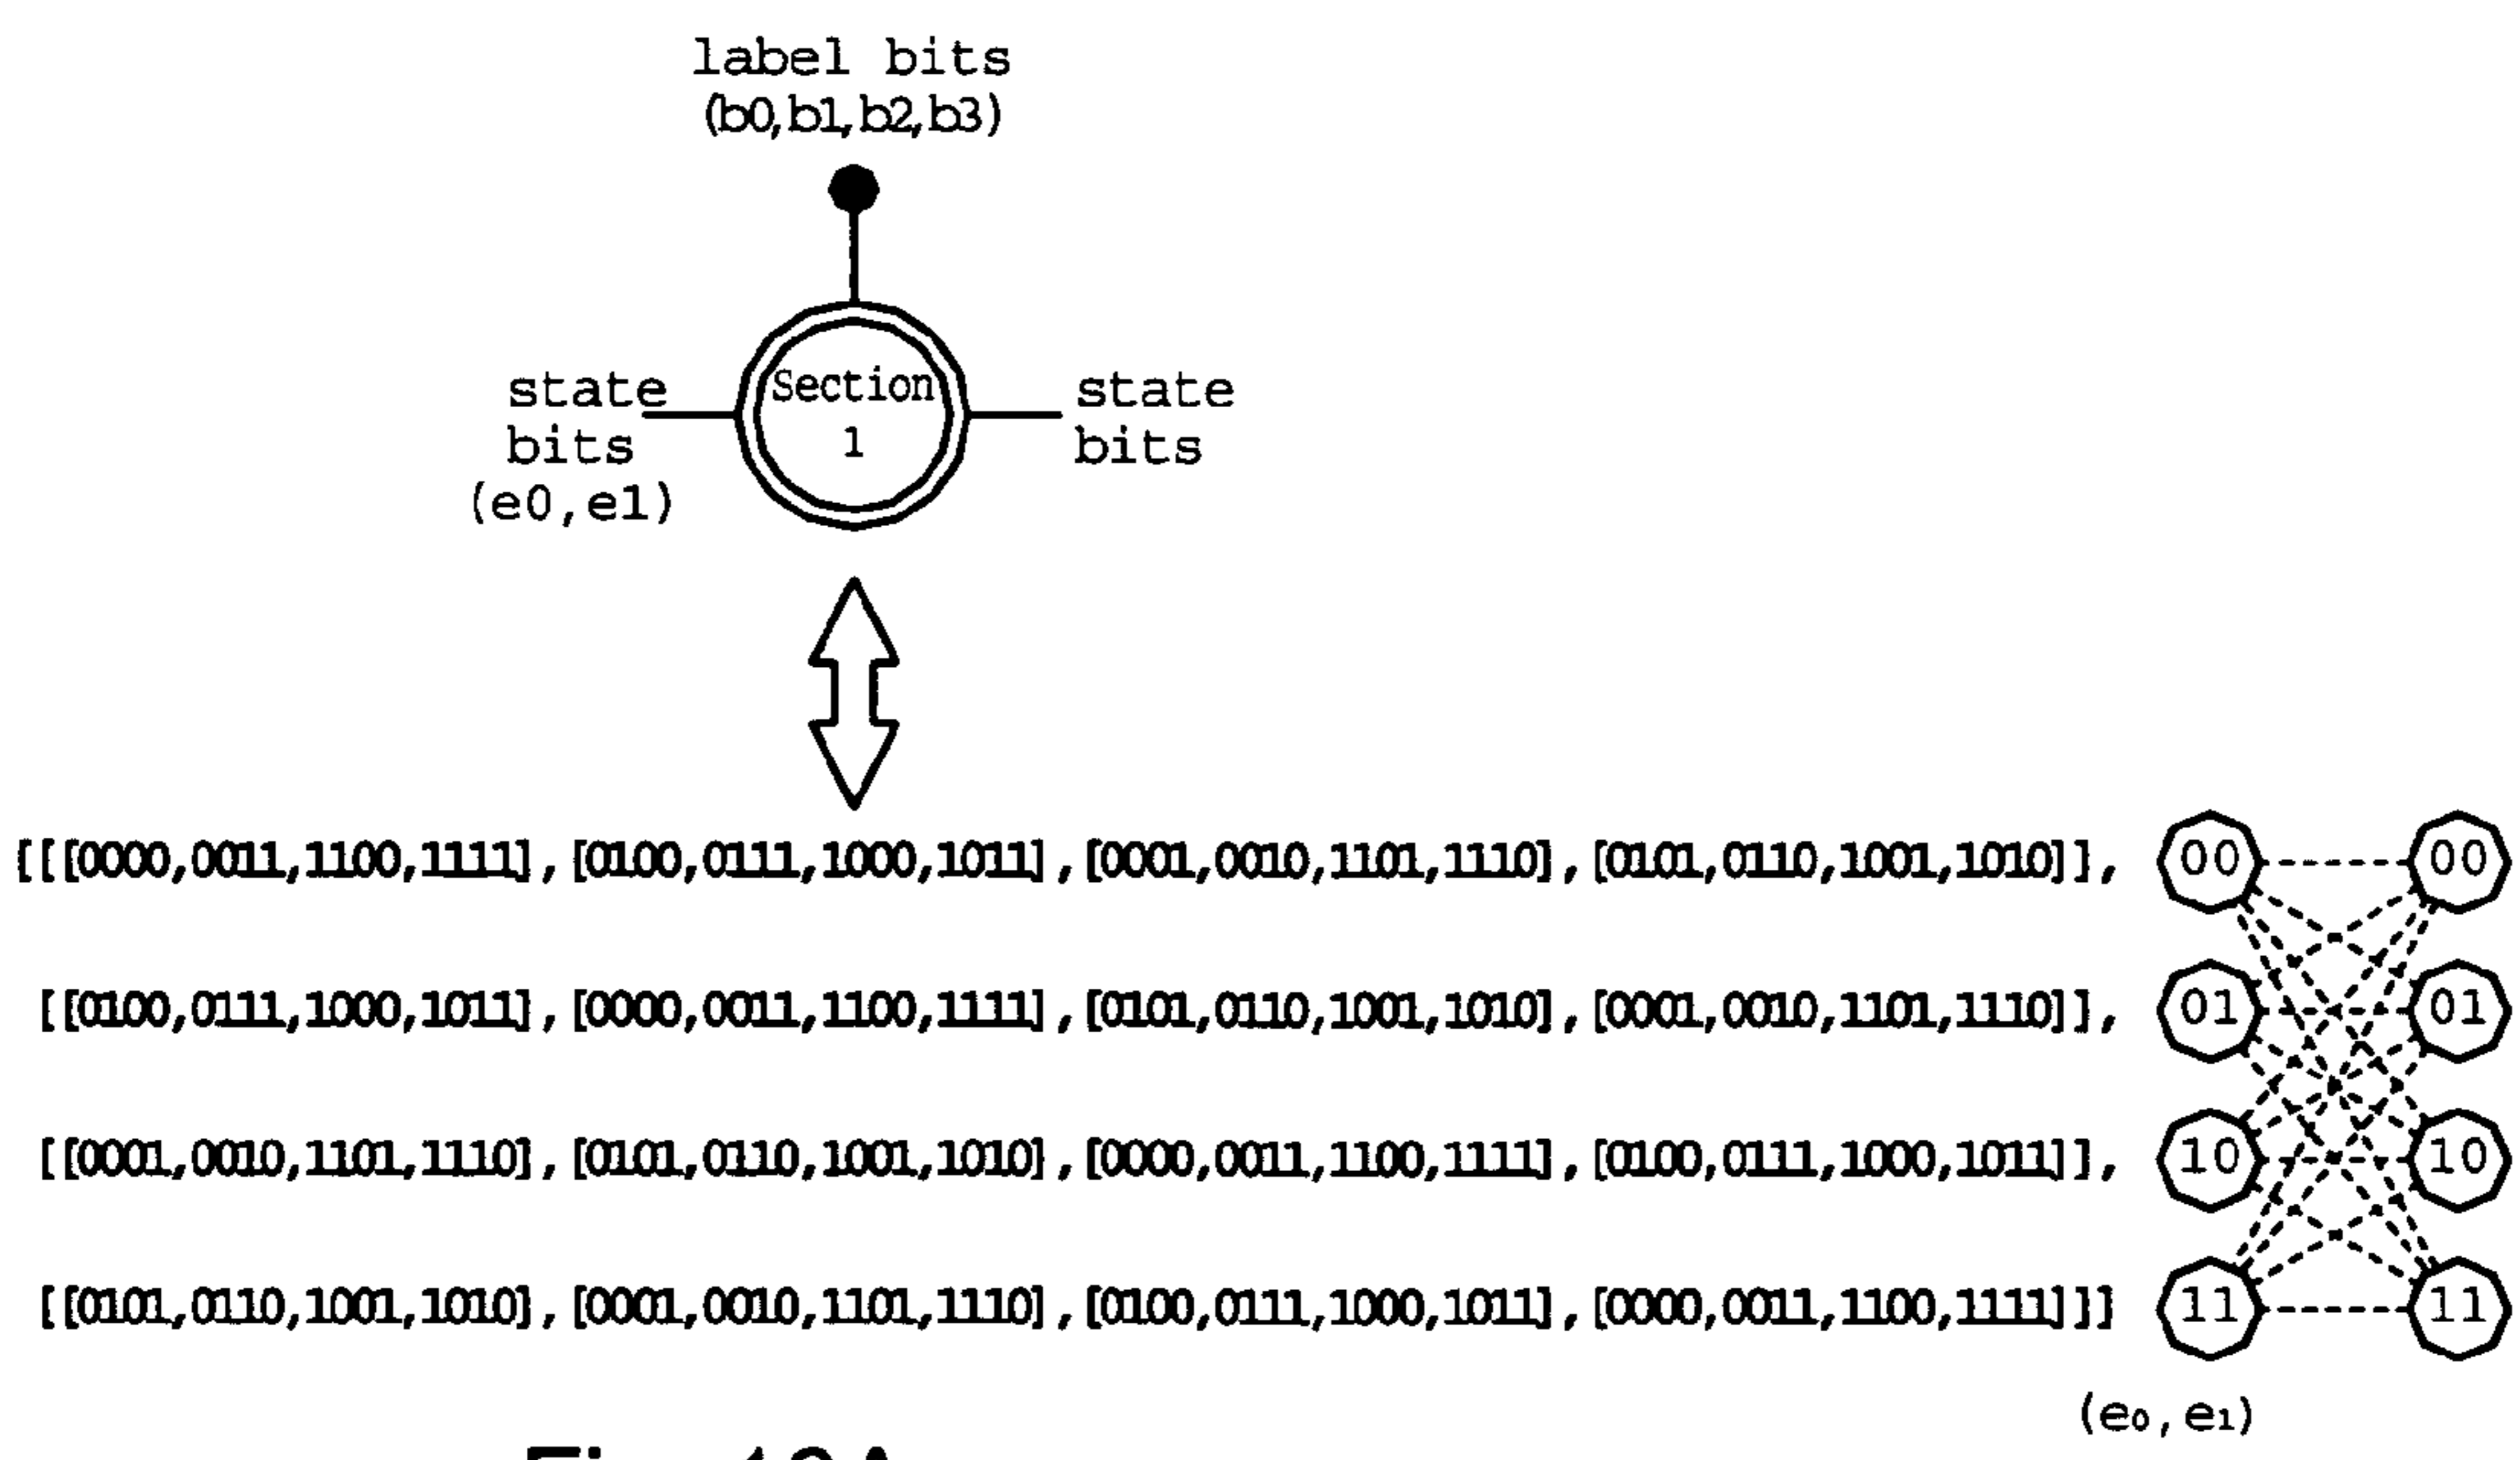 label bits
(b0,b1,b2,b3)
Section
1
state
bits
(e0,e1)
state
bits
[[[0000,0011,1100,1111],[0100,0111,1000,1011],[0001,0010,1101,1110],[0101,0110,1001,1010]],
00
00
[[0100,0111,1000,1011],[0000,0011,1100,1111],[0101,0110,1001,1010],[0001,0010,1101,1110]],
01
01
[[0001,0010,1101,1110],[0101,0110,1001,1010],[0000,0011,1100,1111],[0100,0111,1000,1011]],
10
10
[[0101,0110,1001,1010],[0001,0010,1101,1110],[0100,0111,1000,1011],[0000,0011,1100,1111]]]
11
11
(e₀,e₁)